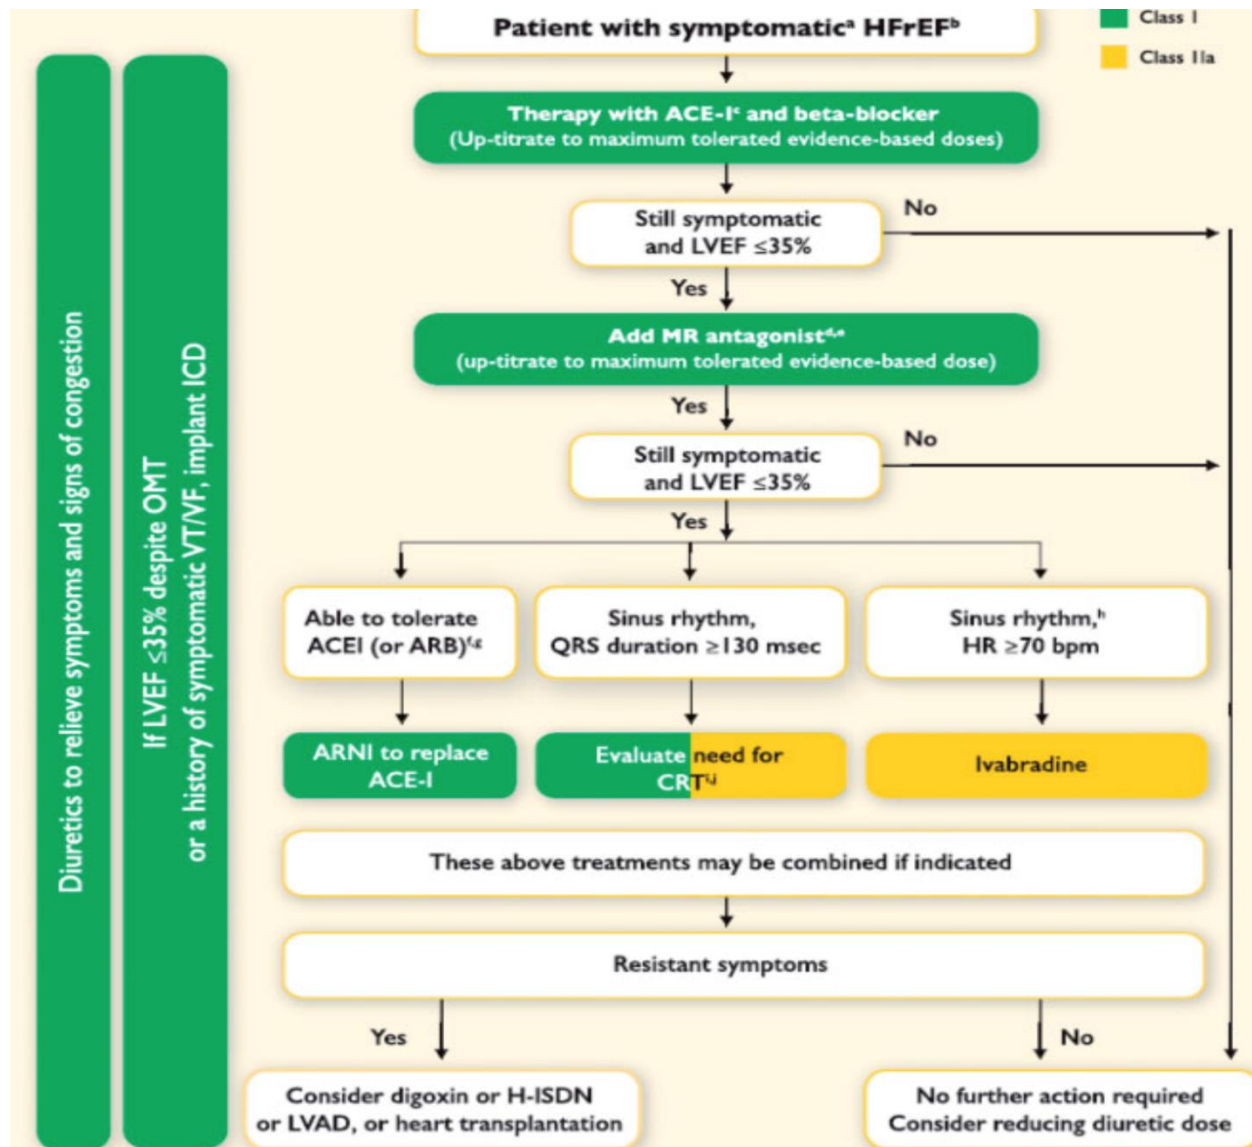 Patient with symptomaticᵃ HFrEFᵇ
Class I
Class IIa
Diuretics to relieve symptoms and signs of congestion
If LVEF ≤35% despite OMT
or a history of symptomatic VT/VF, implant ICD
Therapy with ACE-Iᶜ and beta-blocker
(Up-titrate to maximum tolerated evidence-based doses)
Still symptomatic
and LVEF ≤35%
No
Yes
Add MR antagonistᵈ,ᵉ
(up-titrate to maximum tolerated evidence-based dose)
Yes
Still symptomatic
and LVEF ≤35%
No
Yes
Able to tolerate
ACEI (or ARB)ᶠ,ᵍ
Sinus rhythm,
QRS duration ≥130 msec
Sinus rhythm,ʰ
HR ≥70 bpm
ARNI to replace
ACE-I
Evaluate need for
CRTⁱ,ʲ
Ivabradine
These above treatments may be combined if indicated
Resistant symptoms
Yes
No
Consider digoxin or H-ISDN
or LVAD, or heart transplantation
No further action required
Consider reducing diuretic dose